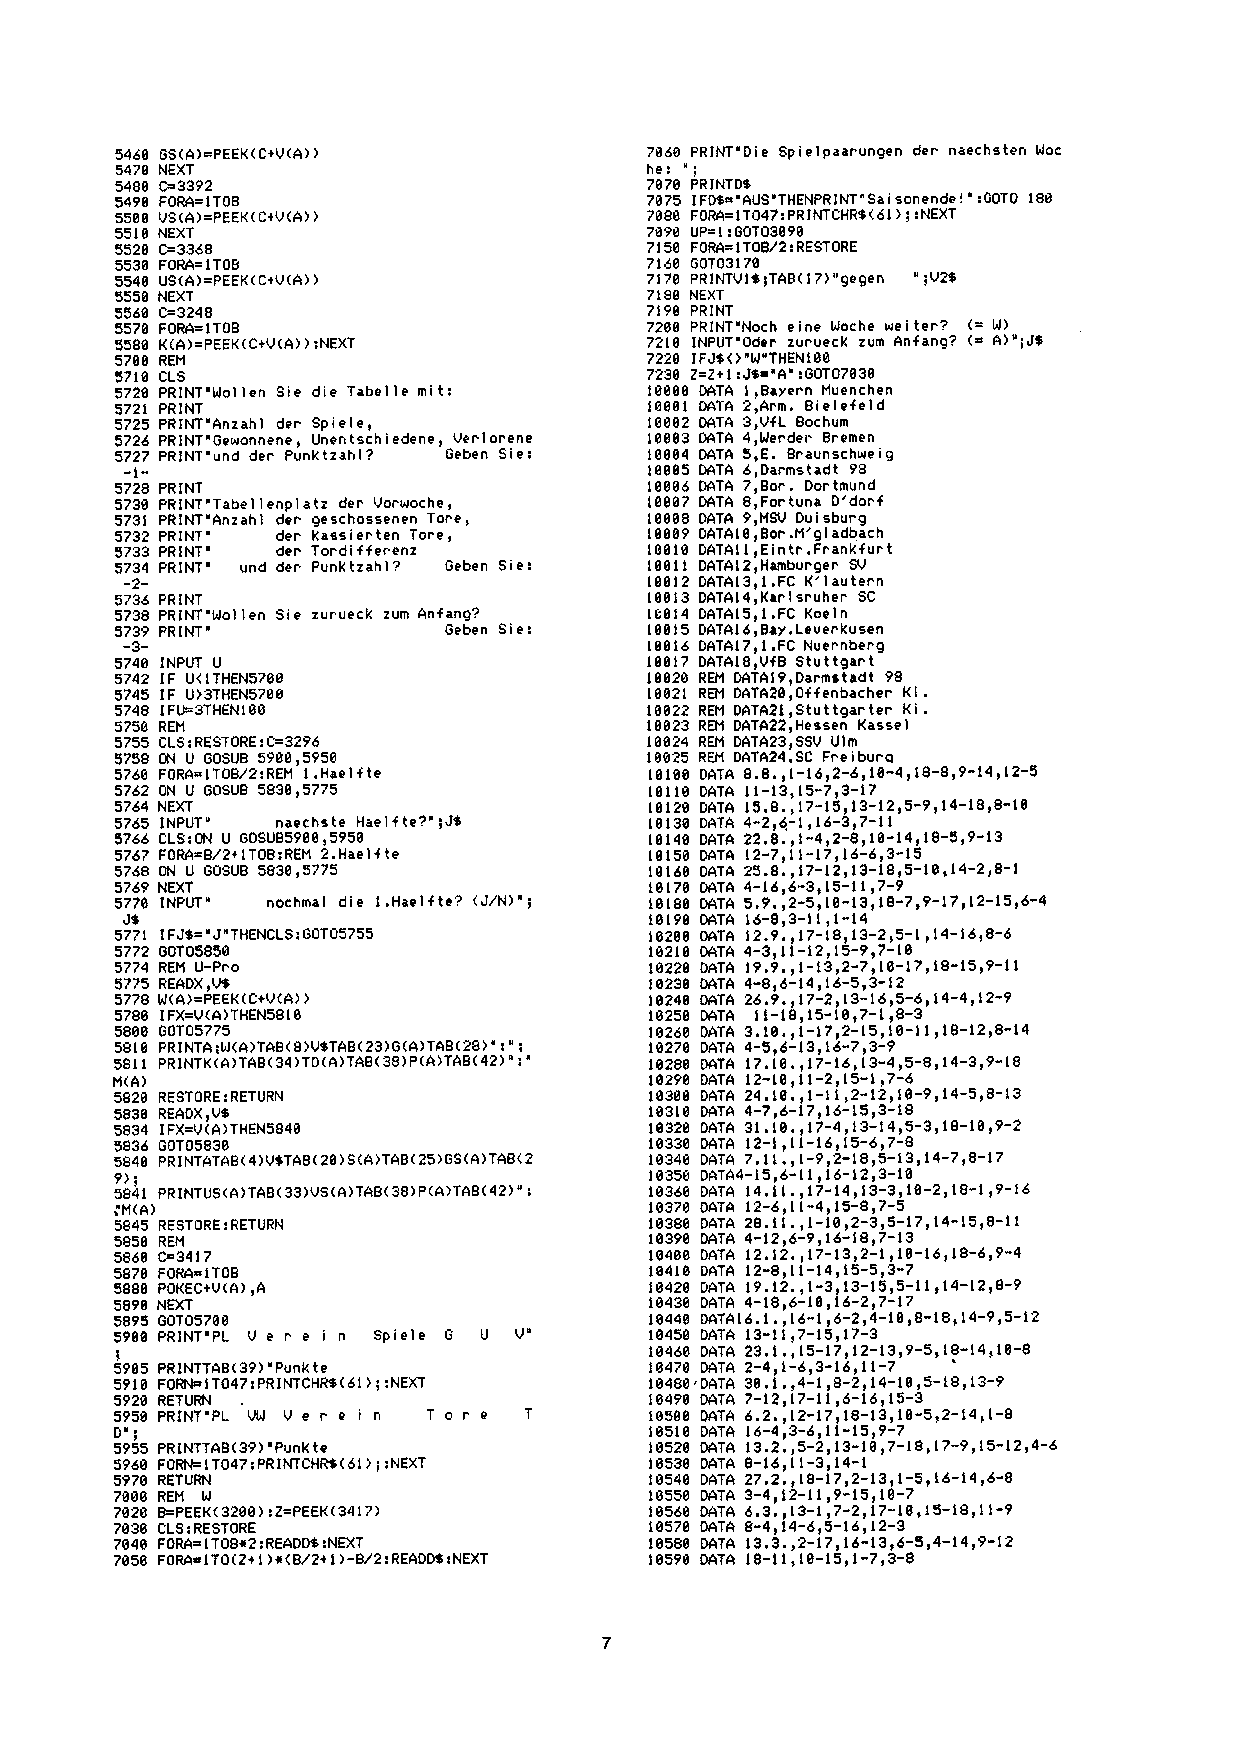 5460 GS(A)=PEEK(C+V(A))
5470 NEXT
5480 C=3392
5490 FORA=1TOB
5500 VS(A)=PEEK(C+V(A))
5510 NEXT
5520 C=3368
5530 FORA=1TOB
5540 US(A)=PEEK(C+V(A))
5550 NEXT
5560 C=3248
5570 FORA=1TOB
5580 K(A)=PEEK(C+V(A)):NEXT
5700 REM
5710 CLS
5720 PRINT"Wollen Sie die Tabelle mit:
5721 PRINT
5725 PRINT"Anzahl der Spiele,
5726 PRINT"Gewonnene, Unentschiedene, Verlorene
5727 PRINT"und der Punktzahl?        Geben Sie:
 -1-
5728 PRINT
5730 PRINT"Tabellenplatz der Vorwoche,
5731 PRINT"Anzahl der geschossenen Tore,
5732 PRINT"       der kassierten Tore,
5733 PRINT"       der Tordifferenz
5734 PRINT"   und der Punktzahl?     Geben Sie:
 -2-
5736 PRINT
5738 PRINT"Wollen Sie zurueck zum Anfang?
5739 PRINT"                          Geben Sie:
 -3-
5740 INPUT U
5742 IF U<1THEN5700
5745 IF U>3THEN5700
5748 IFU=3THEN100
5750 REM
5755 CLS:RESTORE:C=3296
5758 ON U GOSUB 5900,5950
5760 FORA=1TOB/2:REM 1.Haelfte
5762 ON U GOSUB 5830,5775
5764 NEXT
5765 INPUT"       naechste Haelfte?";J$
5766 CLS:ON U GOSUB5900,5950
5767 FORA=B/2+1TOB:REM 2.Haelfte
5768 ON U GOSUB 5830,5775
5769 NEXT
5770 INPUT"      nochmal die 1.Haelfte? (J/N)";
 J$
5771 IFJ$="J"THENCLS:GOTO5755
5772 GOTO5850
5774 REM U-Pro
5775 READX,V$
5778 W(A)=PEEK(C+V(A))
5780 IFX=V(A)THEN5810
5800 GOTO5775
5810 PRINTA;W(A)TAB(8)V$TAB(23)G(A)TAB(28)":";
5811 PRINTK(A)TAB(34)TD(A)TAB(38)P(A)TAB(42)":"
M(A)
5820 RESTORE:RETURN
5830 READX,V$
5834 IFX=V(A)THEN5840
5836 GOTO5830
5840 PRINTATAB(4)V$TAB(20)S(A)TAB(25)GS(A)TAB(2
9);
5841 PRINTUS(A)TAB(33)VS(A)TAB(38)P(A)TAB(42)":
";M(A)
5845 RESTORE:RETURN
5850 REM
5860 C=3417
5870 FORA=1TOB
5880 POKEC+V(A),A
5890 NEXT
5895 GOTO5700
5900 PRINT"PL  V e r e i n   Spiele  G   U   V"
;
5905 PRINTTAB(39)"Punkte
5910 FORN=1TO47:PRINTCHR$(61);:NEXT
5920 RETURN
5950 PRINT"PL  VW  V e r e i n     T o r e    T
D";
5955 PRINTTAB(39)"Punkte
5960 FORN=1TO47:PRINTCHR$(61);:NEXT
5970 RETURN
7000 REM  W
7020 B=PEEK(3200):Z=PEEK(3417)
7030 CLS:RESTORE
7040 FORA=1TOB*2:READD$:NEXT
7050 FORA=1TO(Z+1)*(B/2+1)-B/2:READD$:NEXT
7060 PRINT"Die Spielpaarungen der naechsten Woc
he: ";
7070 PRINTD$
7075 IFD$="AUS"THENPRINT"Saisonende!":GOTO 180
7080 FORA=1TO47:PRINTCHR$(61);:NEXT
7090 UP=1:GOTO3090
7150 FORA=1TOB/2:RESTORE
7160 GOTO3170
7170 PRINTV1$;TAB(17)"gegen   ";V2$
7180 NEXT
7190 PRINT
7200 PRINT"Noch eine Woche weiter?  (= W)
7210 INPUT"Oder zurueck zum Anfang? (= A)";J$
7220 IFJ$<>"W"THEN100
7230 Z=Z+1:J$="A":GOTO7030
10000 DATA 1,Bayern Muenchen
10001 DATA 2,Arm. Bielefeld
10002 DATA 3,VfL Bochum
10003 DATA 4,Werder Bremen
10004 DATA 5,E. Braunschweig
10005 DATA 6,Darmstadt 98
10006 DATA 7,Bor. Dortmund
10007 DATA 8,Fortuna D'dorf
10008 DATA 9,MSV Duisburg
10009 DATA10,Bor.M'gladbach
10010 DATA11,Eintr.Frankfurt
10011 DATA12,Hamburger SV
10012 DATA13,1.FC K'lautern
10013 DATA14,Karlsruher SC
10014 DATA15,1.FC Koeln
10015 DATA16,Bay.Leverkusen
10016 DATA17,1.FC Nuernberg
10017 DATA18,VfB Stuttgart
10020 REM DATA19,Darmstadt 98
10021 REM DATA20,Offenbacher Ki.
10022 REM DATA21,Stuttgarter Ki.
10023 REM DATA22,Hessen Kassel
10024 REM DATA23,SSV Ulm
10025 REM DATA24,SC Freiburg
10100 DATA 8.8.,1-16,2-6,10-4,18-8,9-14,12-5
10110 DATA 11-13,15-7,3-17
10120 DATA 15.8.,17-15,13-12,5-9,14-18,8-10
10130 DATA 4-2,6-1,16-3,7-11
10140 DATA 22.8.,1-4,2-8,10-14,18-5,9-13
10150 DATA 12-7,11-17,16-6,3-15
10160 DATA 25.8.,17-12,13-18,5-10,14-2,8-1
10170 DATA 4-16,6-3,15-11,7-9
10180 DATA 5.9.,2-5,10-13,18-7,9-17,12-15,6-4
10190 DATA 16-8,3-11,1-14
10200 DATA 12.9.,17-18,13-2,5-1,14-16,8-6
10210 DATA 4-3,11-12,15-9,7-10
10220 DATA 19.9.,1-13,2-7,10-17,18-15,9-11
10230 DATA 4-8,6-14,16-5,3-12
10240 DATA 26.9.,17-2,13-16,5-6,14-4,12-9
10250 DATA  11-18,15-10,7-1,8-3
10260 DATA 3.10.,1-17,2-15,10-11,18-12,8-14
10270 DATA 4-5,6-13,16-7,3-9
10280 DATA 17.10.,17-16,13-4,5-8,14-3,9-18
10290 DATA 12-10,11-2,15-1,7-6
10300 DATA 24.10.,1-11,2-12,10-9,14-5,8-13
10310 DATA 4-7,6-17,16-15,3-18
10320 DATA 31.10.,17-4,13-14,5-3,18-10,9-2
10330 DATA 12-1,11-16,15-6,7-8
10340 DATA 7.11.,1-9,2-18,5-13,14-7,8-17
10350 DATA4-15,6-11,16-12,3-10
10360 DATA 14.11.,17-14,13-3,10-2,18-1,9-16
10370 DATA 12-6,11-4,15-8,7-5
10380 DATA 28.11.,1-10,2-3,5-17,14-15,8-11
10390 DATA 4-12,6-9,16-18,7-13
10400 DATA 12.12.,17-13,2-1,10-16,18-6,9-4
10410 DATA 12-8,11-14,15-5,3-7
10420 DATA 19.12.,1-3,13-15,5-11,14-12,8-9
10430 DATA 4-18,6-10,16-2,7-17
10440 DATA16.1.,16-1,6-2,4-10,8-18,14-9,5-12
10450 DATA 13-11,7-15,17-3
10460 DATA 23.1.,15-17,12-13,9-5,18-14,10-8
10470 DATA 2-4,1-6,3-16,11-7
10480 DATA 30.1.,4-1,8-2,14-10,5-18,13-9
10490 DATA 7-12,17-11,6-16,15-3
10500 DATA 6.2.,12-17,18-13,10-5,2-14,1-8
10510 DATA 16-4,3-6,11-15,9-7
10520 DATA 13.2.,5-2,13-10,7-18,17-9,15-12,4-6
10530 DATA 8-16,11-3,14-1
10540 DATA 27.2.,18-17,2-13,1-5,16-14,6-8
10550 DATA 3-4,12-11,9-15,10-7
10560 DATA 6.3.,13-1,7-2,17-10,15-18,11-9
10570 DATA 8-4,14-6,5-16,12-3
10580 DATA 13.3.,2-17,16-13,6-5,4-14,9-12
10590 DATA 18-11,10-15,1-7,3-8
7